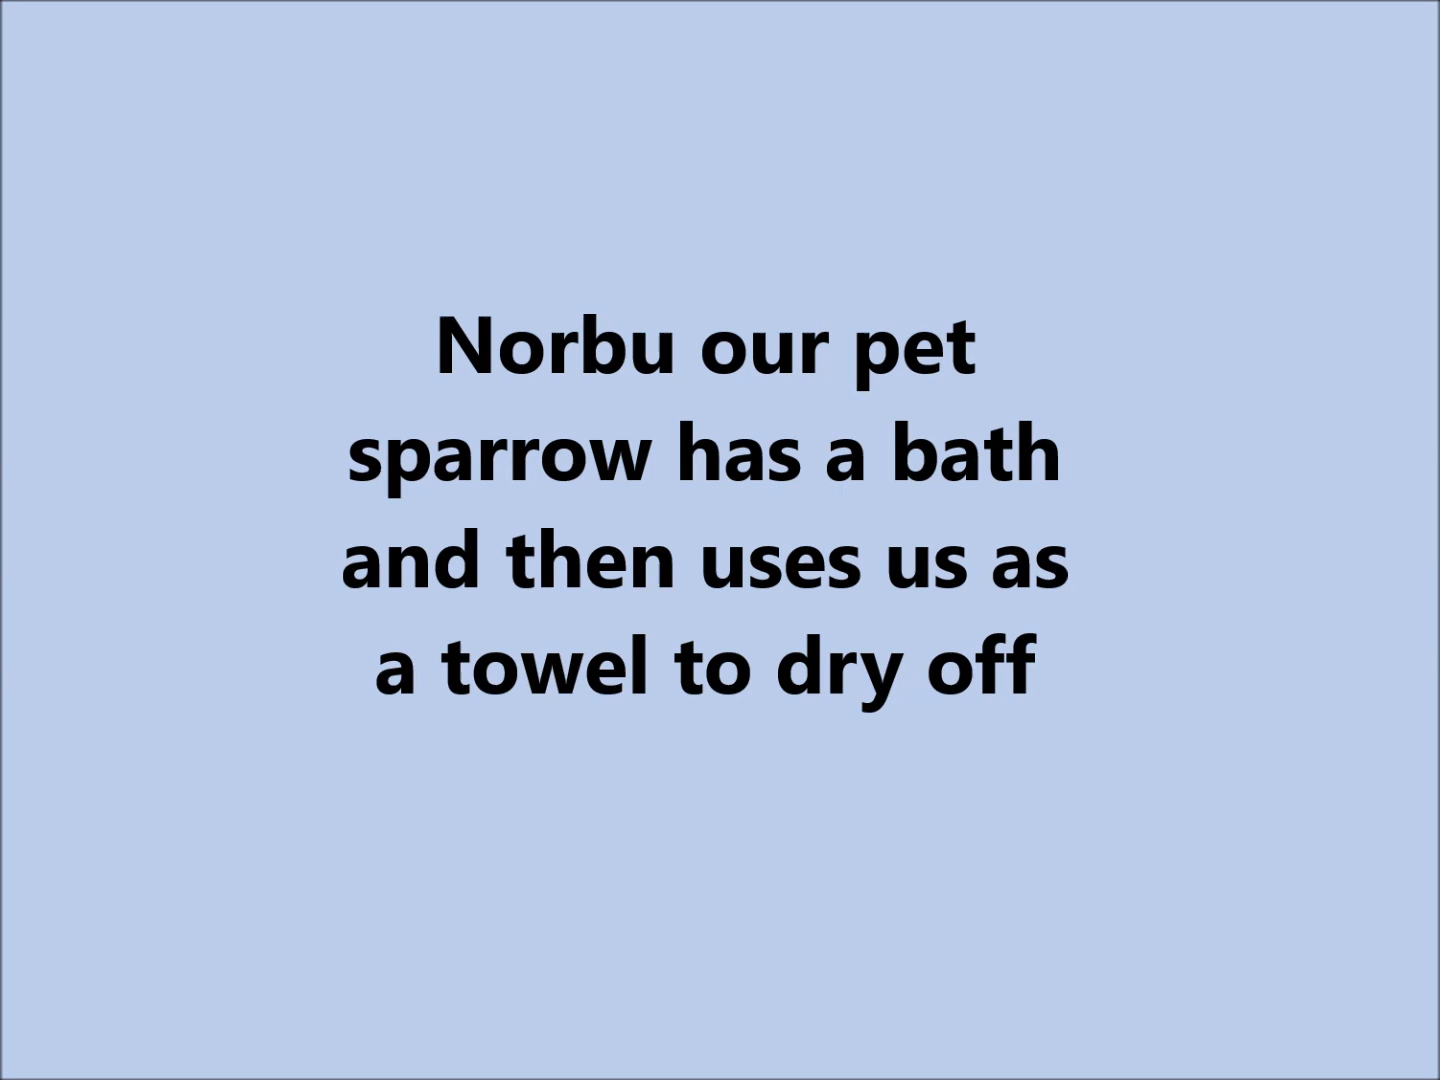 Norbu our pet
sparrow has a bath
and then uses us as
a towel to dry off